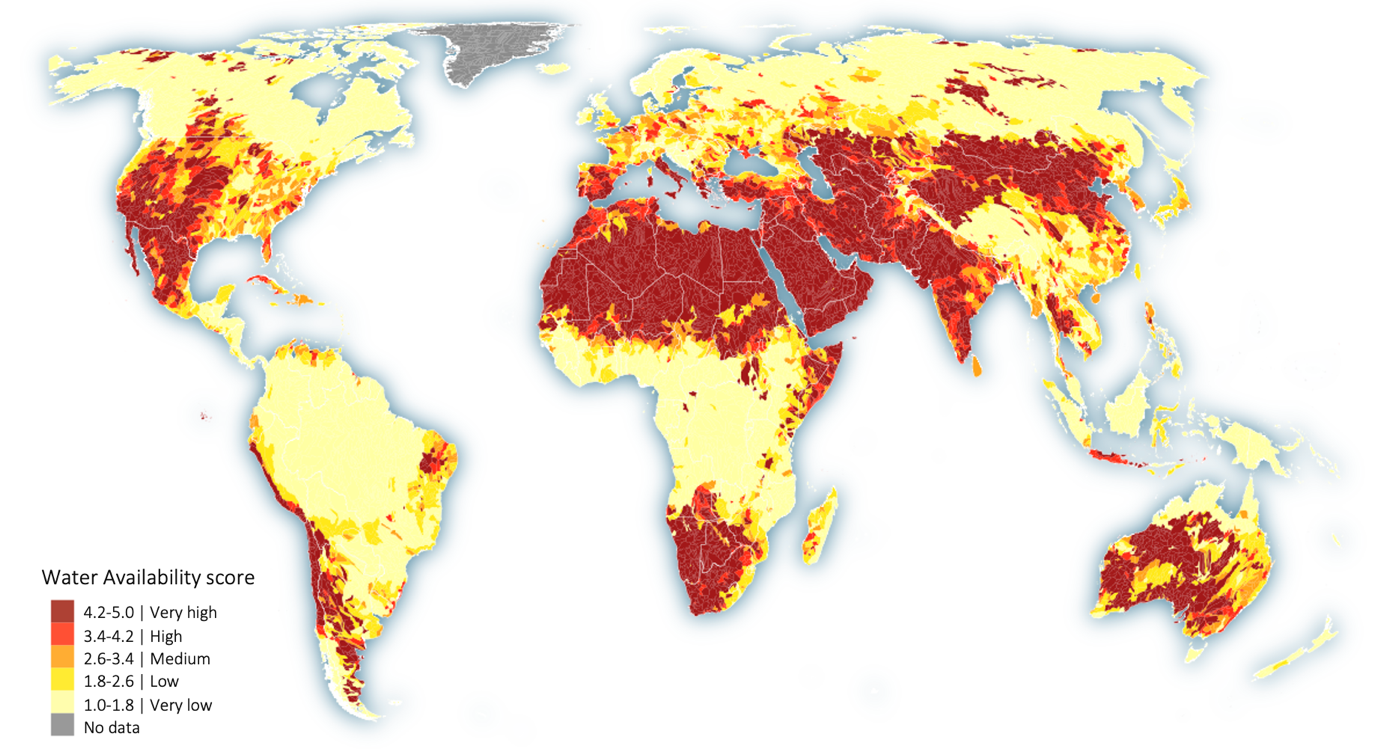 Water Availability score
4.2-5.0 | Very high
3.4-4.2 | High
2.6-3.4 | Medium
1.8-2.6 | Low
1.0-1.8 | Very low
No data